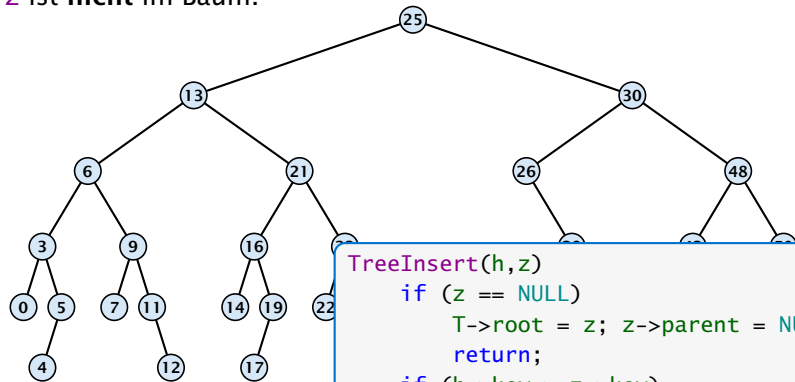 z ist nicht im Baum.
25
13 30
6 21 26 48
3 9 16
0 5 7 11 14 19 22
4 12 17
TreeInsert(h,z)
if (z == NULL)
T->root = z; z->parent = NU
return;